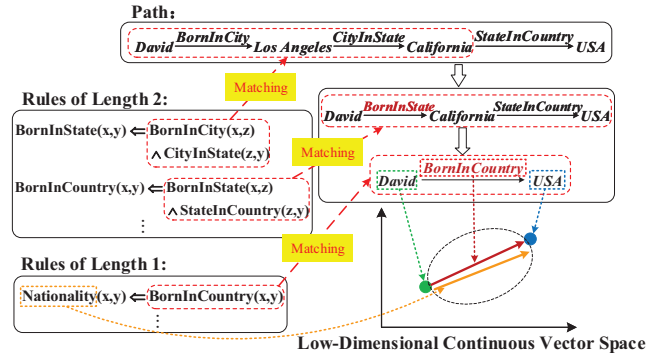 Path:
BornInCity CityInState StateInCountry
David Los Angeles California USA
Matching
Rules of Length 2:
BornInState(x,y) ⇐ BornInCity(x,z)
∧ CityInState(z,y)
BornInCountry(x,y) ⇐ BornInState(x,z)
∧ StateInCountry(z,y)
⋮
Matching
BornInState StateInCountry
David California USA
BornInCountry
David USA
Matching
Rules of Length 1:
Nationality(x,y) ⇐ BornInCountry(x,y)
⋮
Low-Dimensional Continuous Vector Space